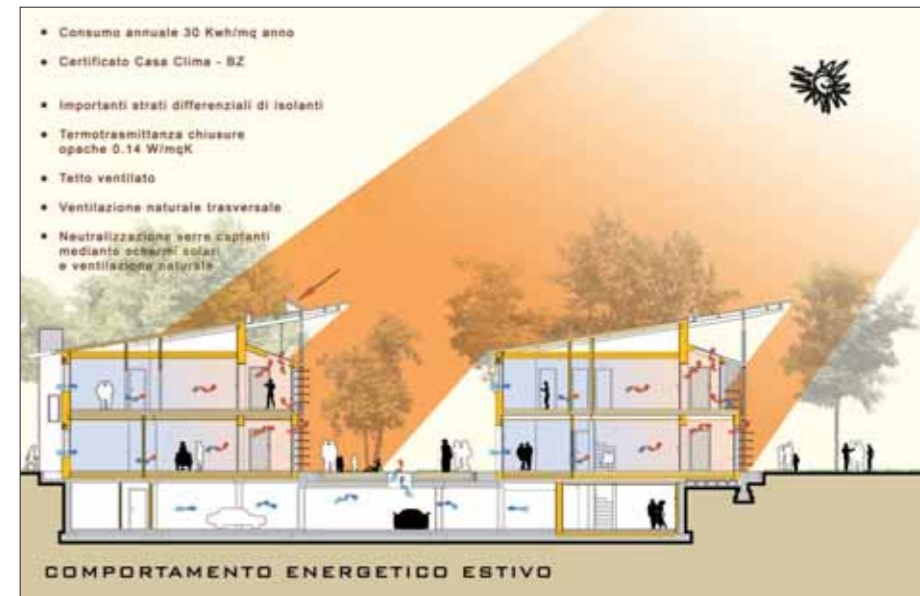 Consumo annuale 30 Kwh/mq anno
Certificato Casa Clima - BZ
Importanti strati differenziali di isolanti
Termotrasmittanza chiusure
opache 0.14 W/mqK
Tetto ventilato
Ventilazione naturale trasversale
Neutralizzazione serre captanti
mediante schermi solari
e ventilazione naturale
COMPORTAMENTO ENERGETICO ESTIVO